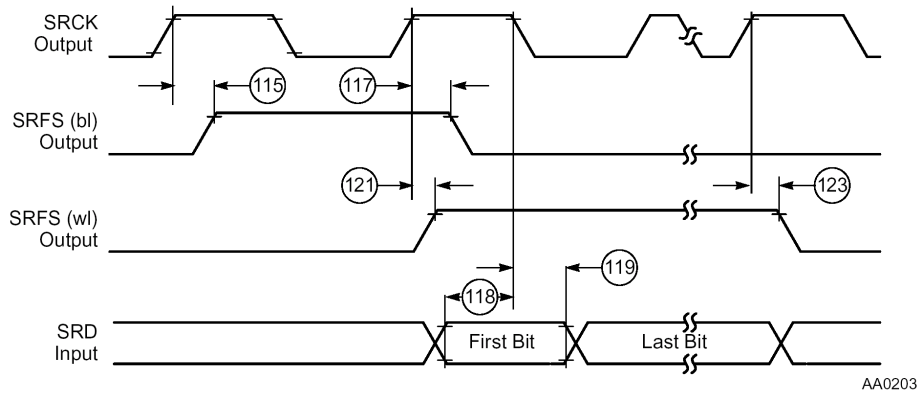 SRCK
Output
115
117
SRFS (bl)
Output
121
123
SRFS (wl)
Output
119
118
SRD
Input
First Bit
Last Bit
AA0203